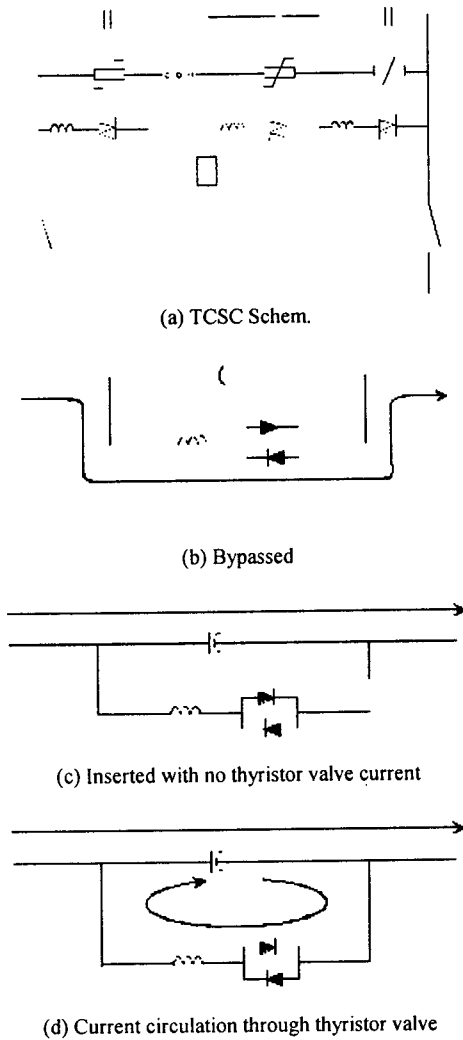 (a) TCSC Schem.
(b) Bypassed
(c) Inserted with no thyristor valve current
(d) Current circulation through thyristor valve